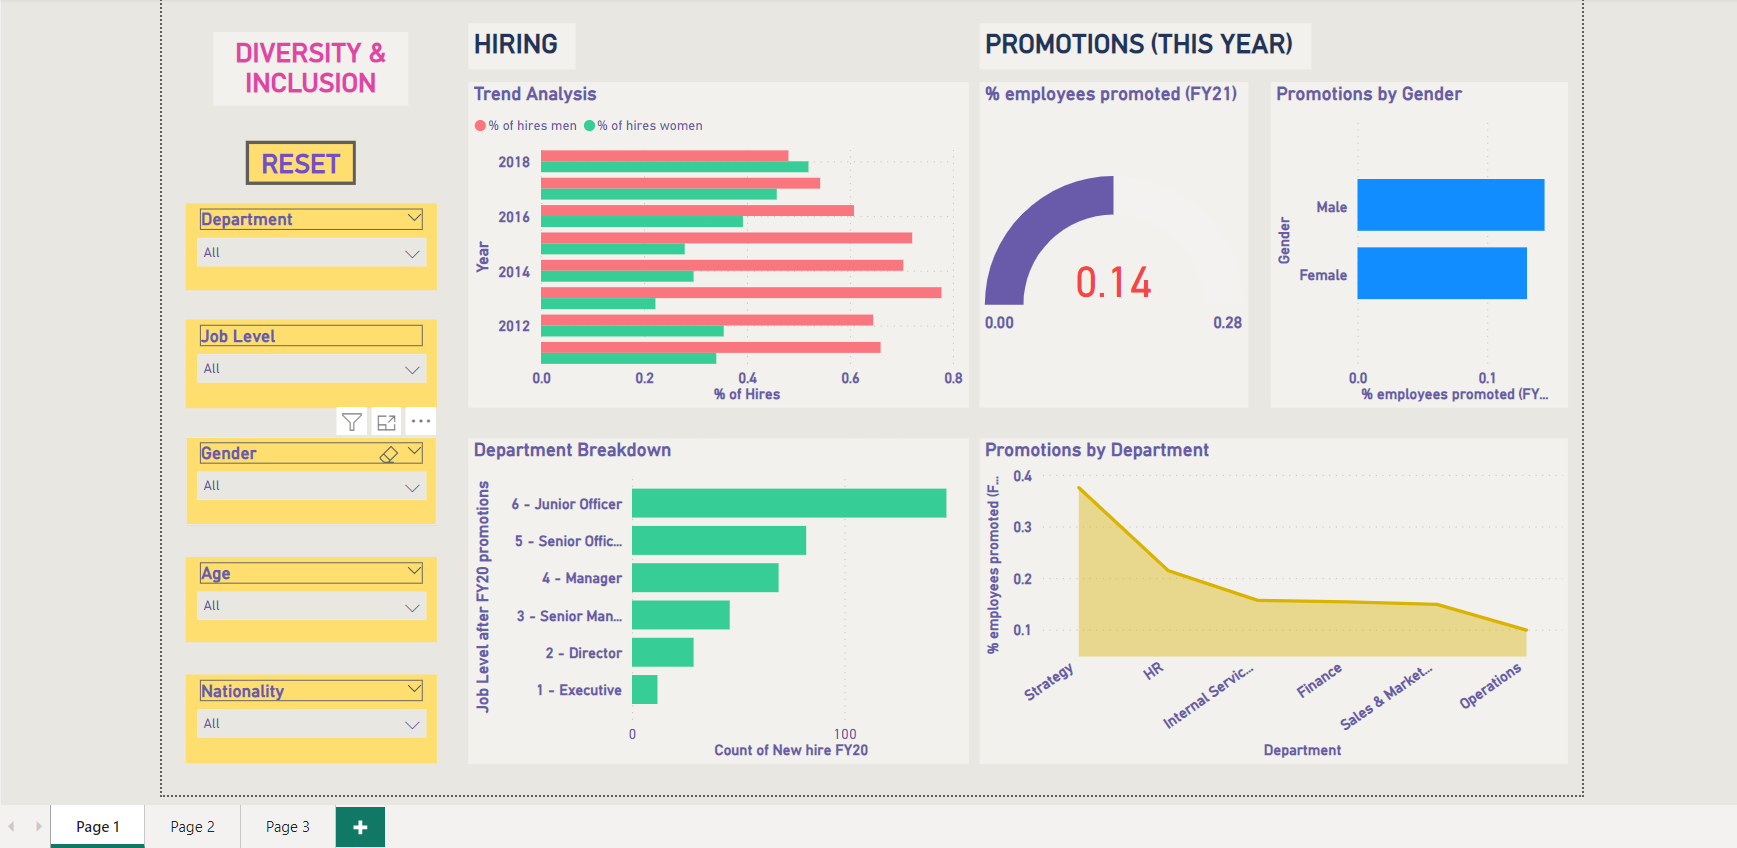 DIVERSITY &
INCLUSION
RESET
Department
All
Job Level
All
Gender
All
Age
All
Nationality
All
HIRING
Trend Analysis
% of hires men
% of hires women
Year
2018
2016
2014
2012
0.0
0.2
0.4
0.6
0.8
% of Hires
Department Breakdown
Job Level after FY20 promotions
6 - Junior Officer
5 - Senior Offic...
4 - Manager
3 - Senior Man...
2 - Director
1 - Executive
0
100
Count of New hire FY20
PROMOTIONS (THIS YEAR)
% employees promoted (FY21)
0.14
0.00
0.28
Promotions by Gender
Gender
Male
Female
0.0
0.1
% employees promoted (FY...
Promotions by Department
% employees promoted (F...
0.4
0.3
0.2
0.1
Strategy
HR
Internal Servic...
Finance
Sales & Market...
Operations
Department
Page 1
Page 2
Page 3